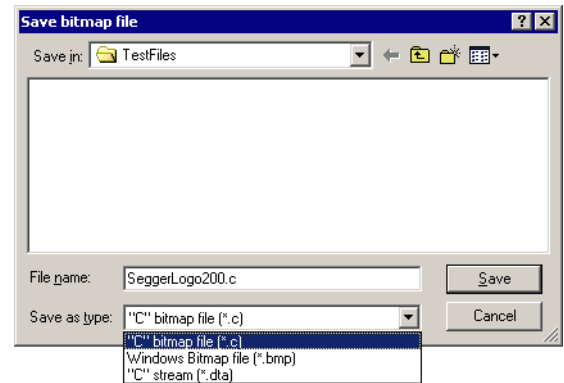 Save bitmap file
Save in: TestFiles
File name: SeggerLogo200.c Save
Save as type: "C" bitmap file (*.c) Cancel
"C" bitmap file (*.c)
Windows Bitmap file (*.bmp)
"C" stream (*.dta)